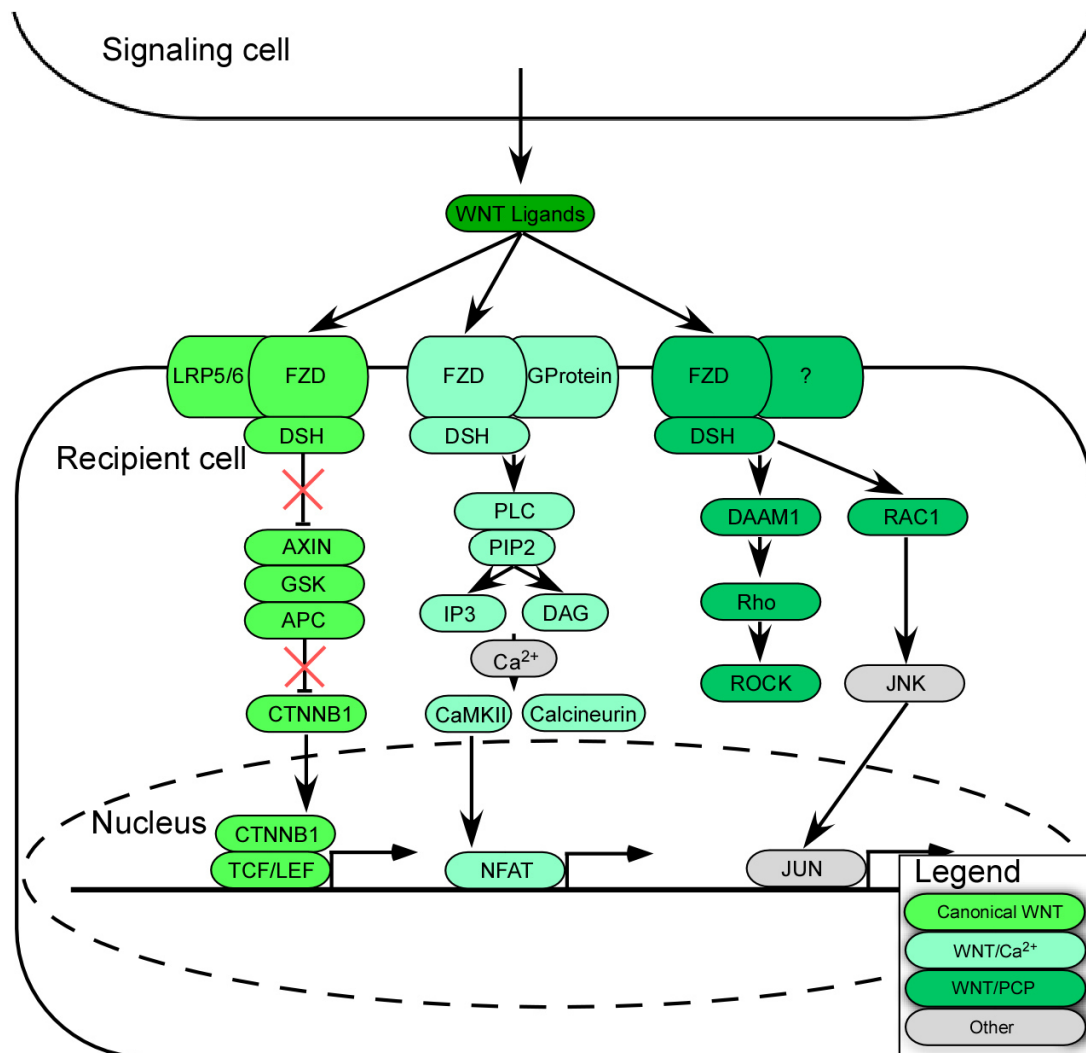 Signaling cell
WNT Ligands
LRP5/6 FZD FZD GProtein FZD ?
DSH DSH DSH
Recipient cell
PLC DAAM1 RAC1
AXIN PIP2
GSK
IP3 DAG Rho
APC
Ca²⁺
ROCK JNK
CTNNB1 CaMKII Calcineurin
Nucleus
CTNNB1
TCF/LEF NFAT JUN
Legend
Canonical WNT
WNT/Ca²⁺
WNT/PCP
Other